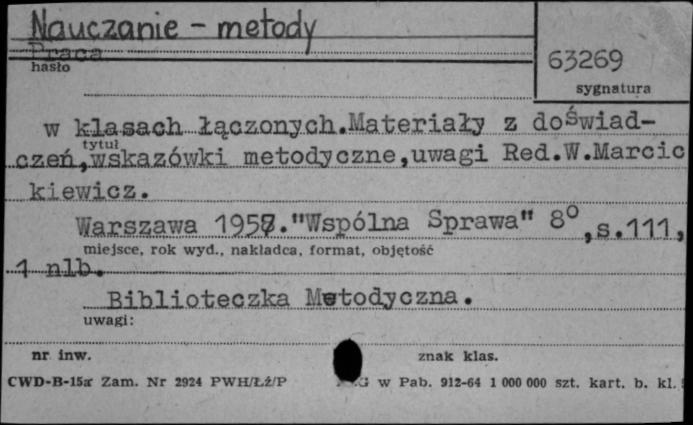 Nauczanie - metody
Praca
hasło
63269
sygnatura
w klasach łączonych.Materiały z doświad-
tytuł
czeń,wskazówki metodyczne,uwagi Red.W.Marcic
kiewicz.
Warszawa 1957."Wspólna Sprawa" 8°,s.111,
miejsce, rok wyd., nakładca, format, objętość
1 nlb.
Biblioteczka Metodyczna.
uwagi:
nr inw.
znak klas.
CWD-B-15a Zam. Nr 2924 PWH/Łź/P w Pab. 912-64 1 000 000 szt. kart. b. kl.